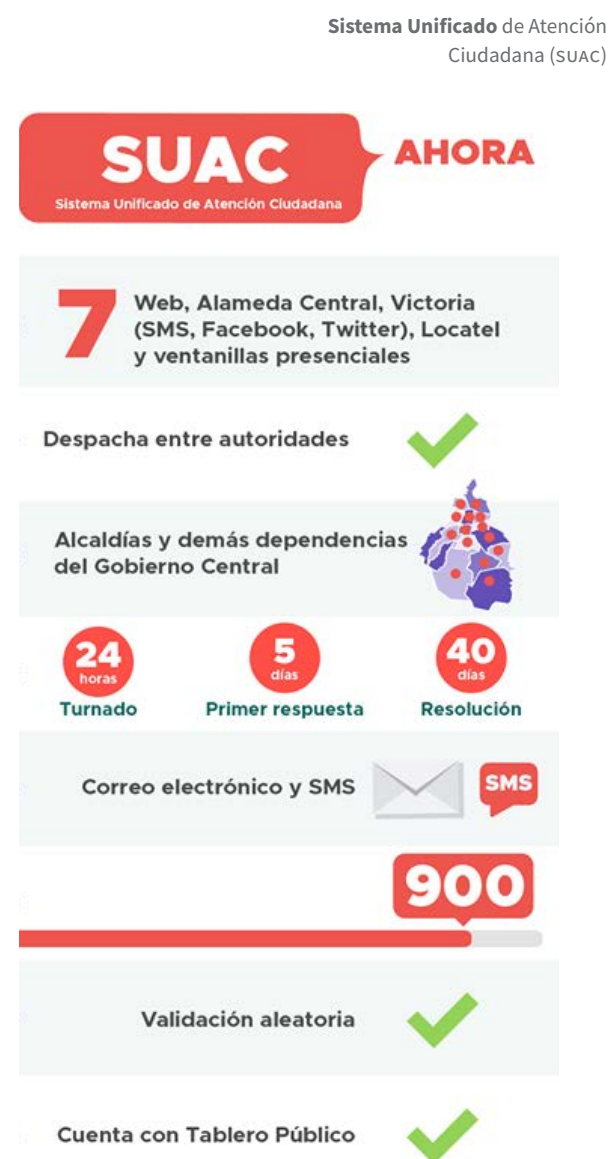 Sistema Unificado de Atención
Ciudadana (SUAC)
SUAC
Sistema Unificado de Atención Ciudadana
AHORA
7
Web, Alameda Central, Victoria
(SMS, Facebook, Twitter), Locatel
y ventanillas presenciales
Despacha entre autoridades
Alcaldías y demás dependencias
del Gobierno Central
24
horas
Turnado
5
días
Primer respuesta
40
días
Resolución
Correo electrónico y SMS
SMS
900
Validación aleatoria
Cuenta con Tablero Público